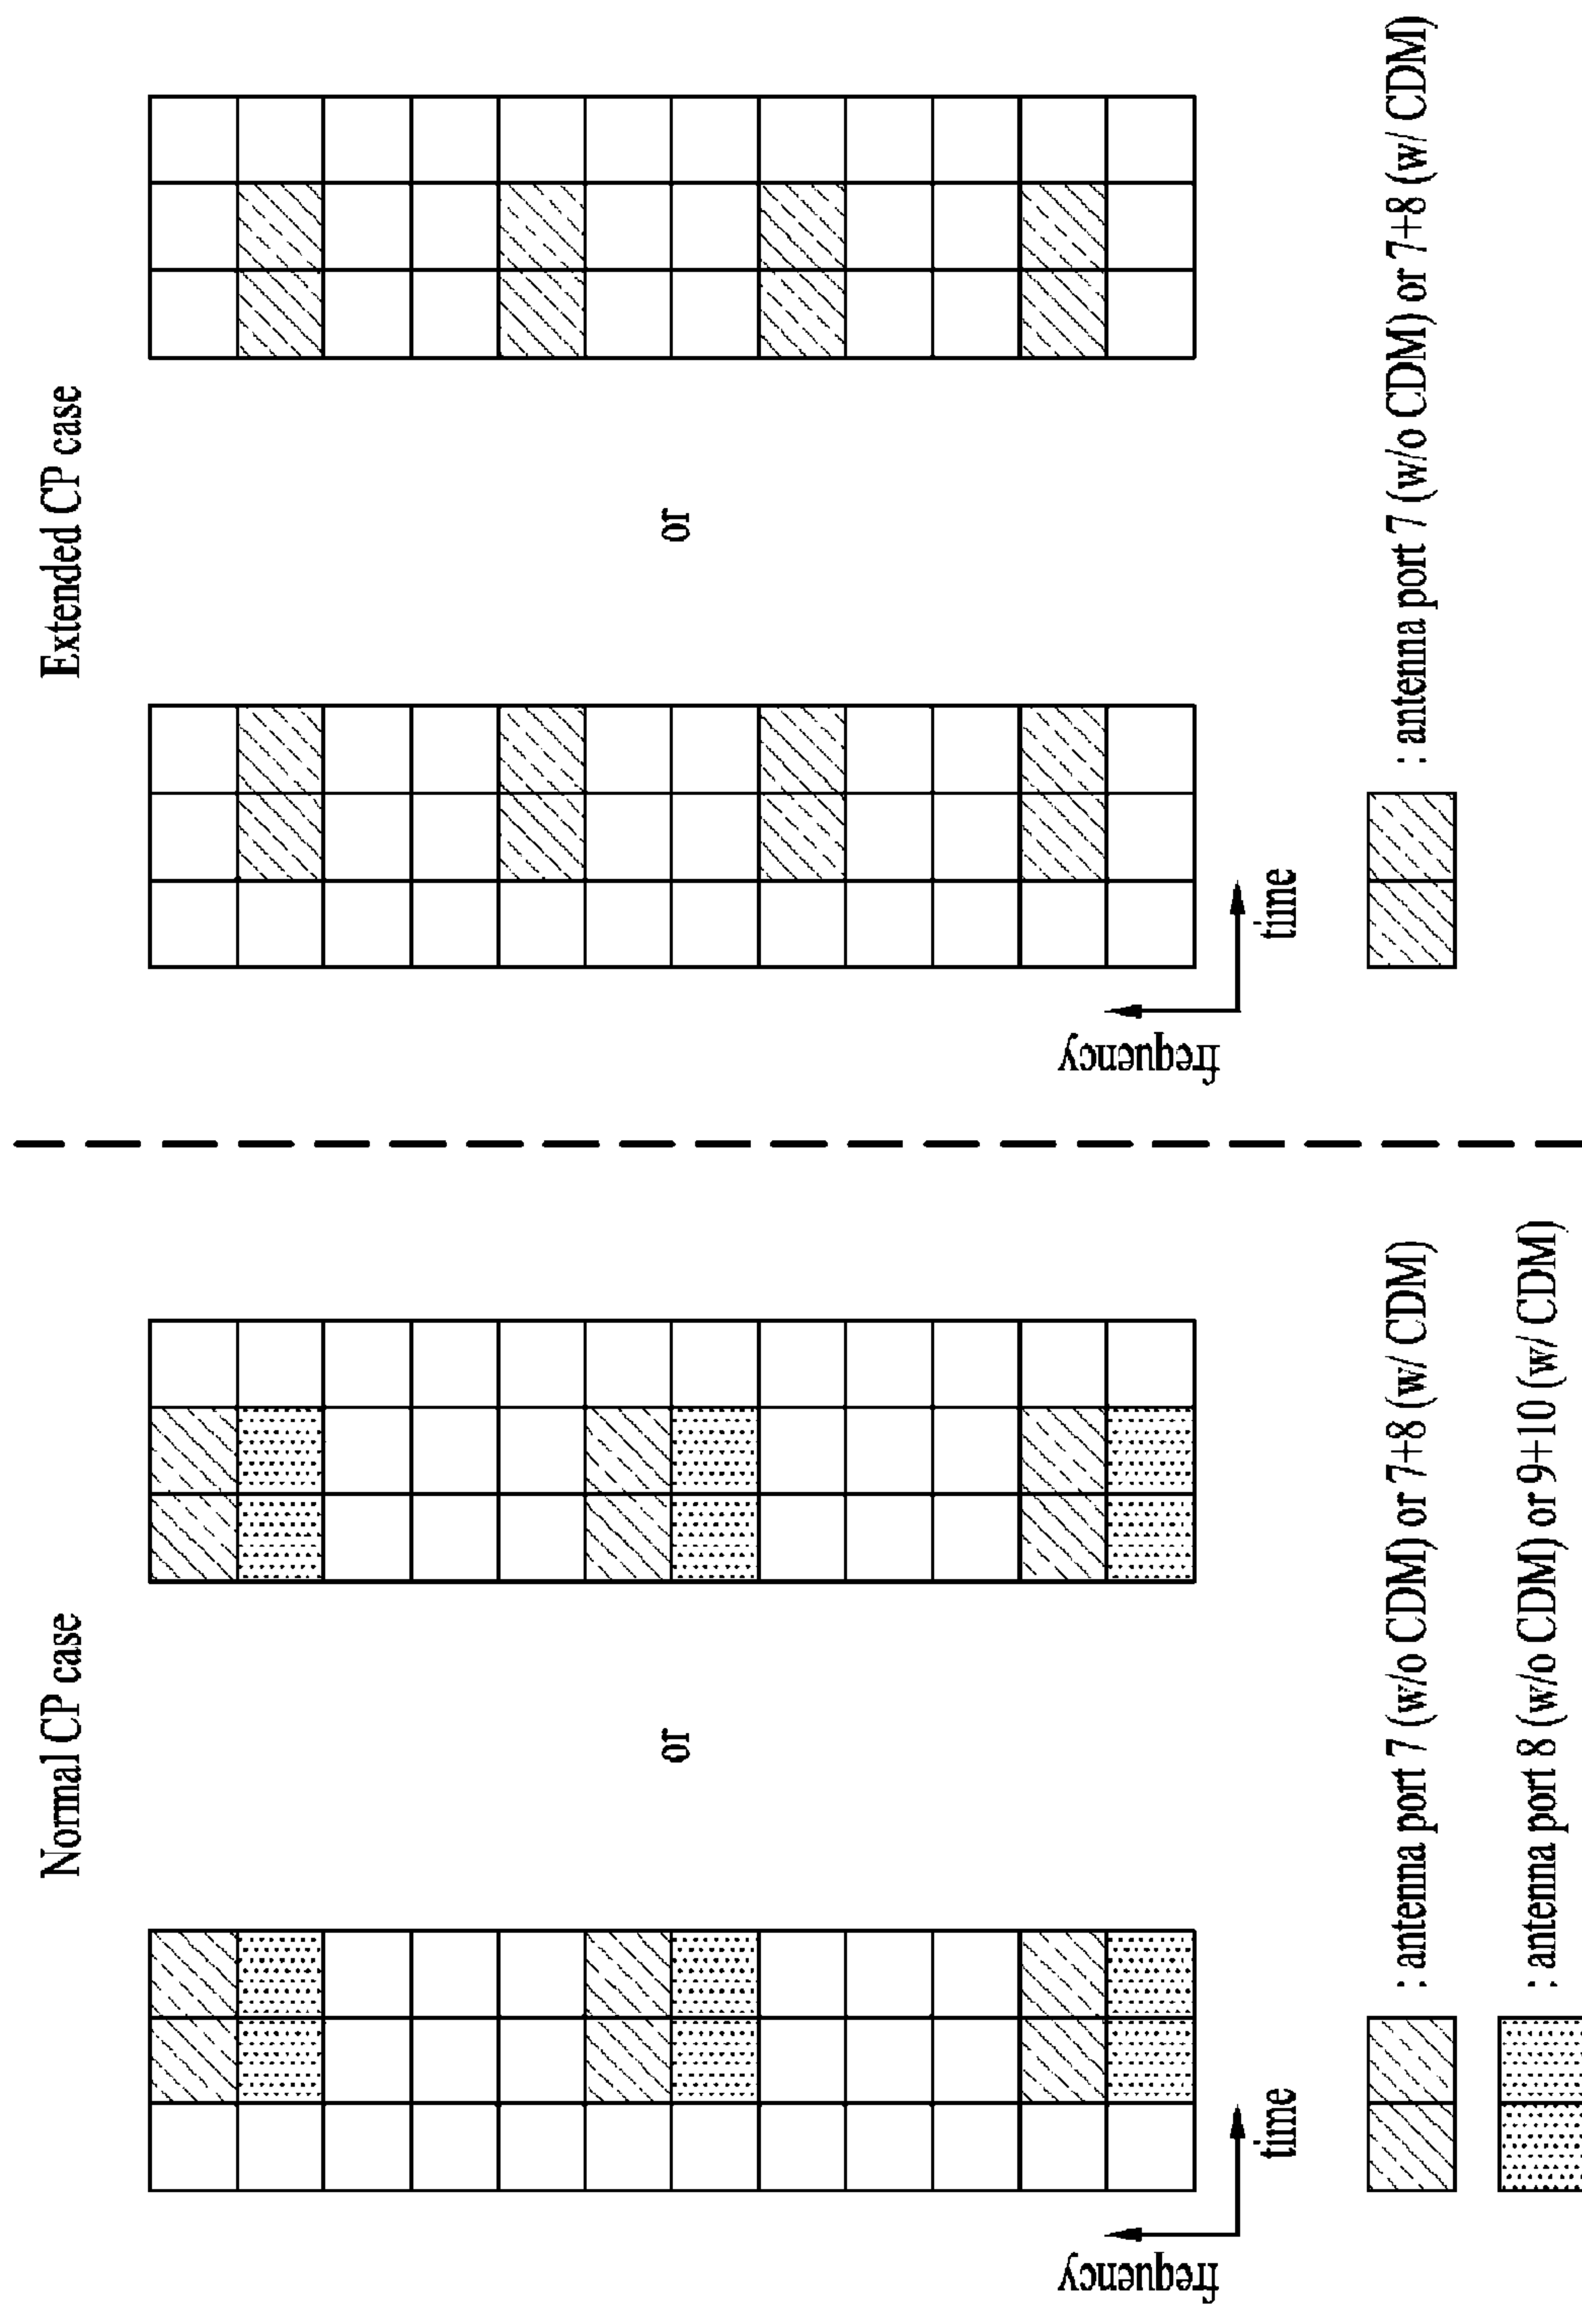 Normal CP case
or
frequency
time
: antenna port 7 (w/o CDM) or 7+8 (w/ CDM)
: antenna port 8 (w/o CDM) or 9+10 (w/ CDM)
Extended CP case
or
frequency
time
: antenna port 7 (w/o CDM) or 7+8 (w/ CDM)